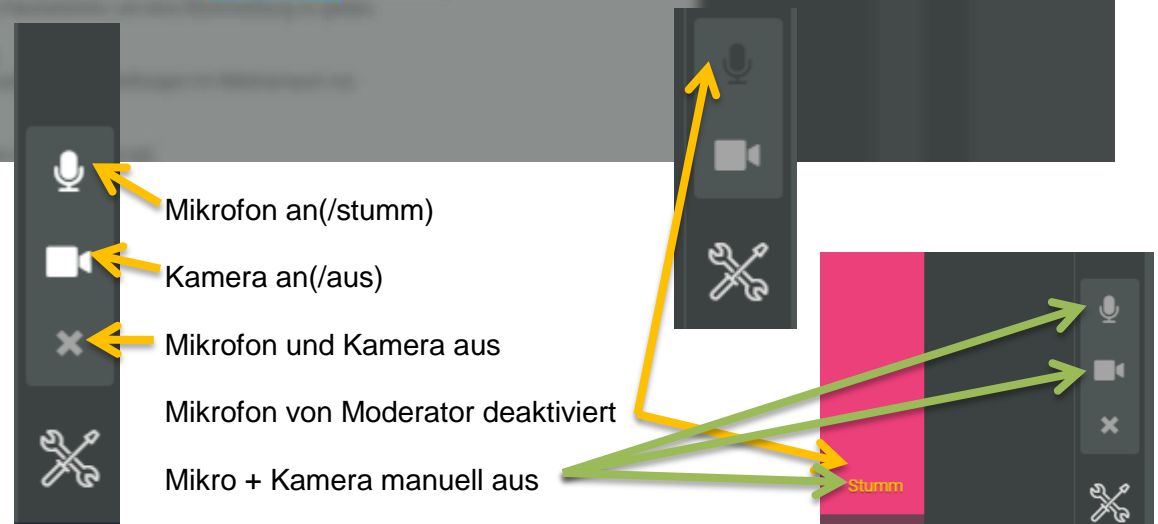 Mikrofon an(/stumm)
Kamera an(/aus)
Mikrofon und Kamera aus
Mikrofon von Moderator deaktiviert
Mikro + Kamera manuell aus
Stumm